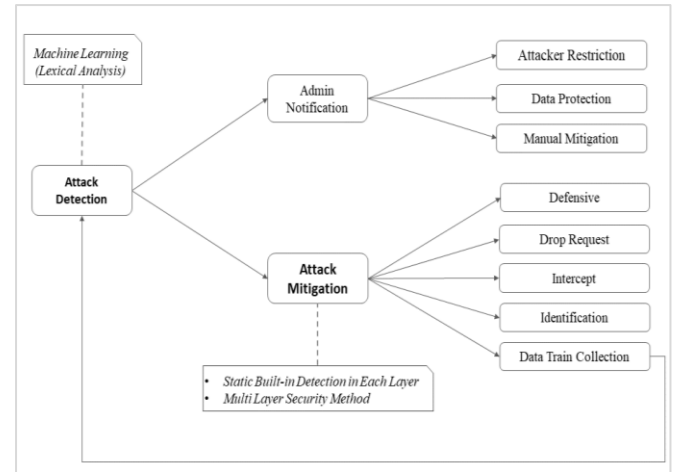 Machine Learning
(Lexical Analysis)
Attack
Detection
Admin
Notification
Attacker Restriction
Data Protection
Manual Mitigation
Attack
Mitigation
Defensive
Drop Request
Intercept
Identification
Data Train Collection
• Static Built-in Detection in Each Layer
• Multi Layer Security Method